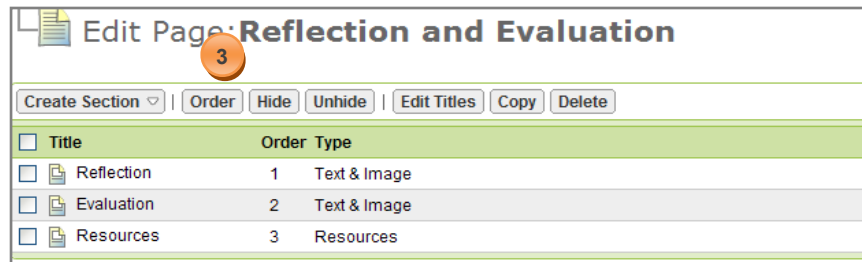 Edit Page: Reflection and Evaluation
3
Create Section | Order Hide Unhide | Edit Titles Copy Delete
Title Order Type
Reflection 1 Text & Image
Evaluation 2 Text & Image
Resources 3 Resources